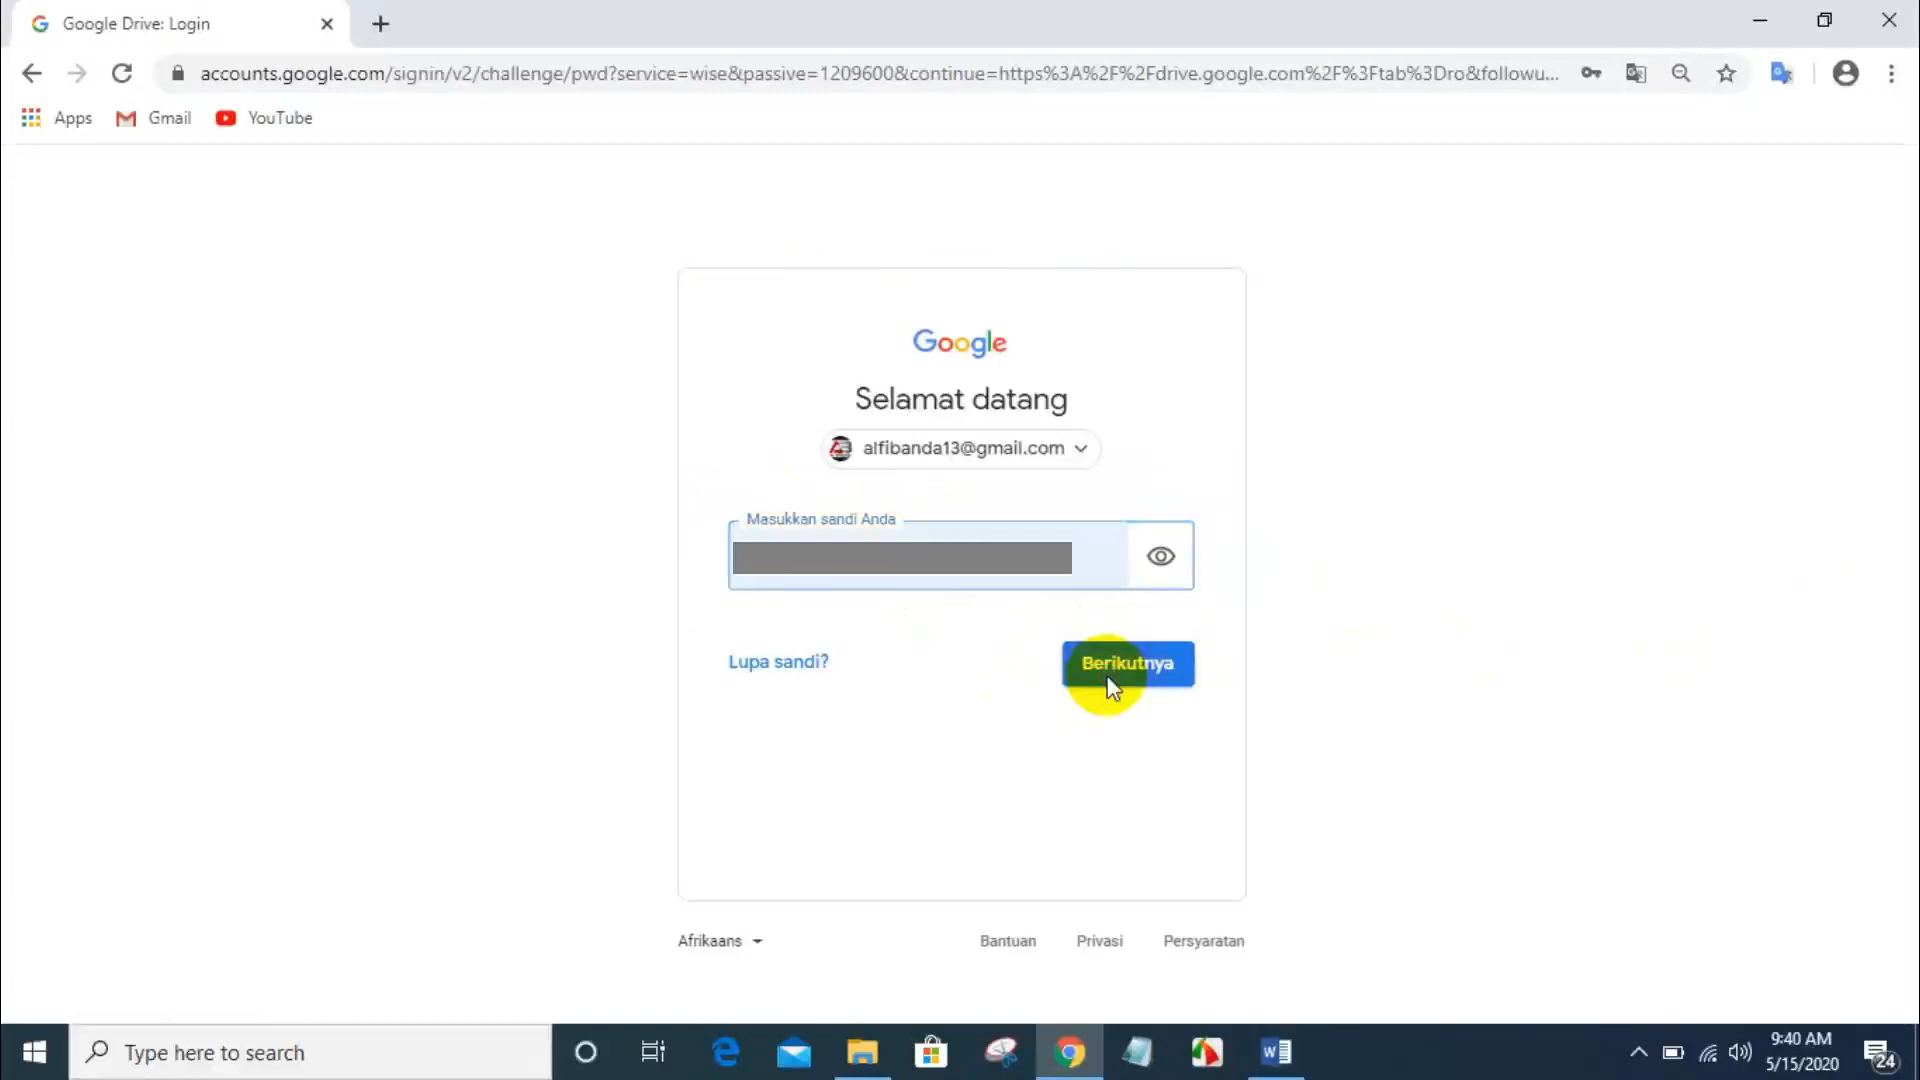 Google Drive: Login
accounts.google.com/signin/v2/challenge/pwd?service=wise&passive=1209600&continue=https%3A%2F%2Fdrive.google.com%2F%3Ftab%3Dro&followu...
Apps Gmail YouTube
Google
Selamat datang
alfibanda13@gmail.com
Masukkan sandi Anda
Lupa sandi? Berikutnya
Afrikaans Bantuan Privasi Persyaratan
Type here to search
9:40 AM
5/15/2020
24